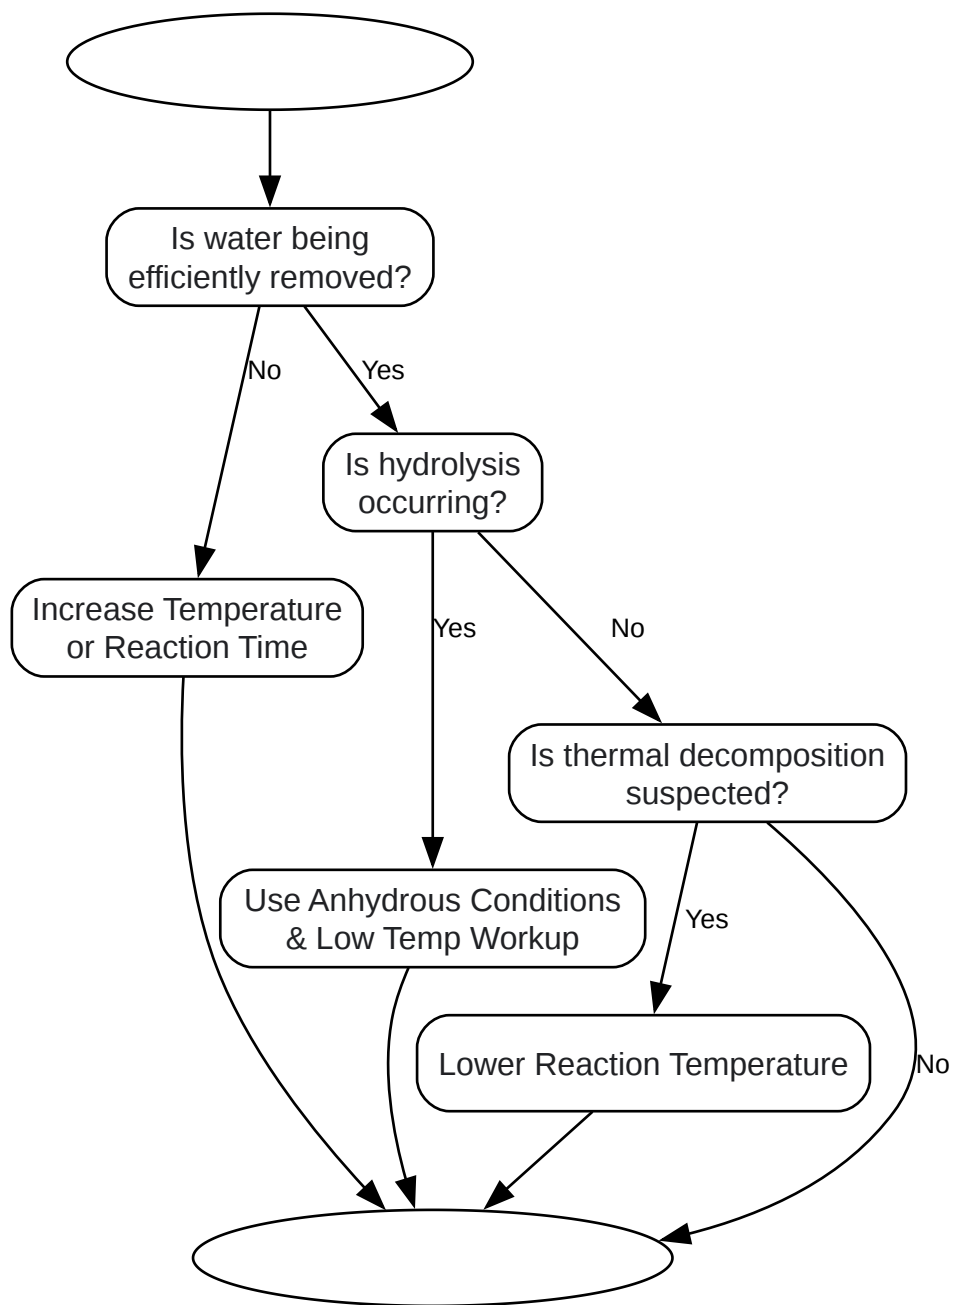 Is water being
efficiently removed?
No
Yes
Is hydrolysis
occurring?
Increase Temperature
or Reaction Time
Yes
No
Is thermal decomposition
suspected?
Use Anhydrous Conditions
& Low Temp Workup
Yes
Lower Reaction Temperature
No